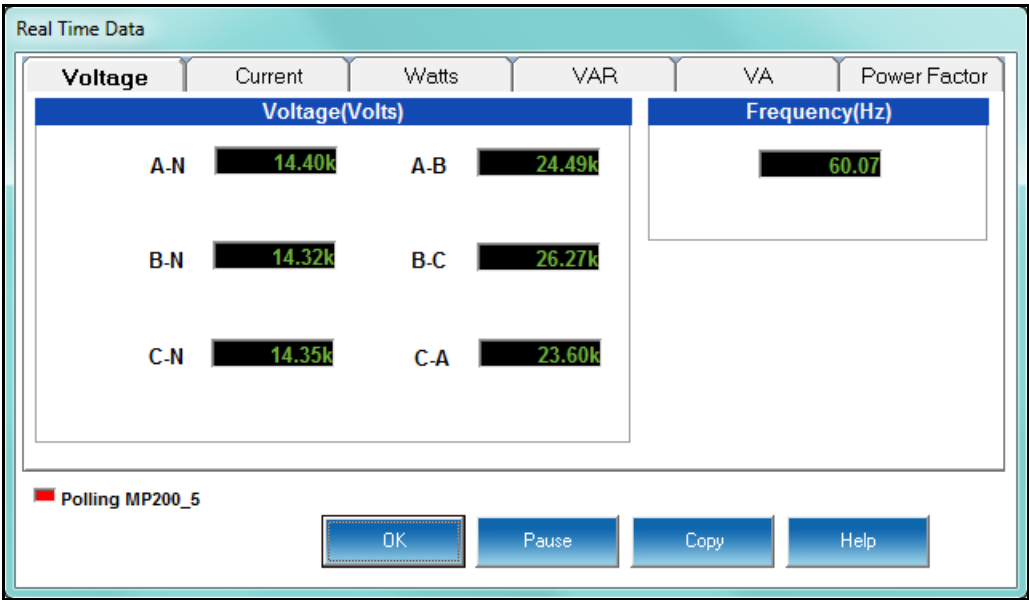 Real Time Data
Voltage Current Watts VAR VA Power Factor
Voltage(Volts) Frequency(Hz)
A-N 14.40k A-B 24.49k 60.07
B-N 14.32k B-C 26.27k
C-N 14.35k C-A 23.60k
Polling MP200_5
OK Pause Copy Help